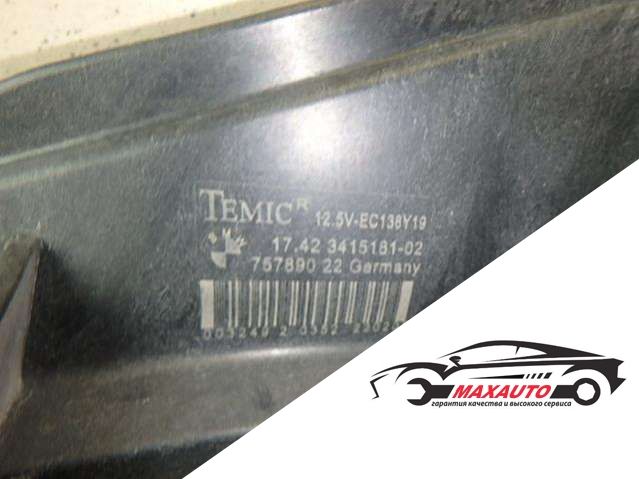 TEMIC R 12.5V-EC138Y19
17.42 3415181-02
757890 22 Germany
MAXAUTO
гарантия качества и высокого сервиса